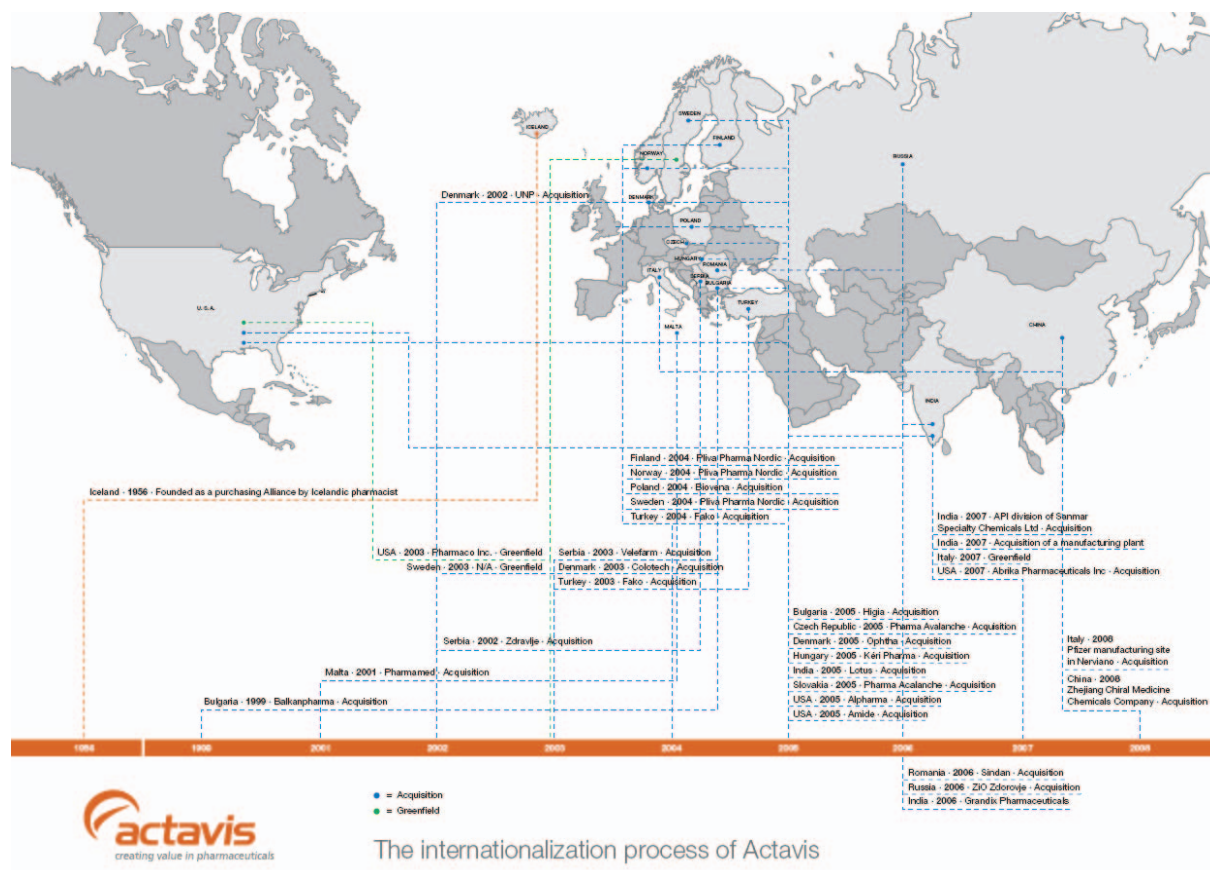 ICELAND
SWEDEN
FINLAND
NORWAY
RUSSIA
Denmark · 2002 · UNP · Acquisition
DENMARK
POLAND
CZECH
HUNGARY
ROMANIA
ITALY
SERBIA
BULGARIA
TURKEY
U.S.A.
MALTA
CHINA
INDIA
Finland · 2004 · Pliva Pharma Nordic · Acquisition
Norway · 2004 · Pliva Pharma Nordic · Acquisition
Poland · 2004 · Biovena · Acquisition
Sweden · 2004 · Pliva Pharma Nordic · Acquisition
Turkey · 2004 · Fako · Acquisition
Iceland · 1956 · Founded as a purchasing Alliance by Icelandic pharmacist
India · 2007 · API division of Sanmar
Specialty Chemicals Ltd · Acquisition
India · 2007 · Acquisition of a manufacturing plant
Italy · 2007 · Greenfield
USA · 2007 · Abrika Pharmaceuticals Inc · Acquisition
USA · 2003 · Pharmaco Inc. · Greenfield
Sweden · 2003 · N/A · Greenfield
Serbia · 2003 · Velefarm · Acquisition
Denmark · 2003 · Colotech · Acquisition
Turkey · 2003 · Fako · Acquisition
Bulgaria · 2005 · Higia · Acquisition
Czech Republic · 2005 · Pharma Avalanche · Acquisition
Denmark · 2005 · Ophtha · Acquisition
Hungary · 2005 · Kéri Pharma · Acquisition
India · 2005 · Lotus · Acquisition
Slovakia · 2005 · Pharma Acalanche · Acquisition
USA · 2005 · Alpharma · Acquisition
USA · 2005 · Amide · Acquisition
Serbia · 2002 · Zdravlje · Acquisition
Italy · 2008
Pfizer manufacturing site
in Nerviano · Acquisition
China · 2008
Zhejiang Chiral Medicine
Chemicals Company · Acquisition
Malta · 2001 · Pharmamed · Acquisition
Bulgaria · 1999 · Balkanpharma · Acquisition
2001
2002
2003
2004
2005
2006
2007
2008
Romania · 2006 · Sindan · Acquisition
Russia · 2006 · ZiO Zdorovje · Acquisition
India · 2006 · Grandix Pharmaceuticals
= Acquisition
= Greenfield
actavis
creating value in pharmaceuticals
The internationalization process of Actavis